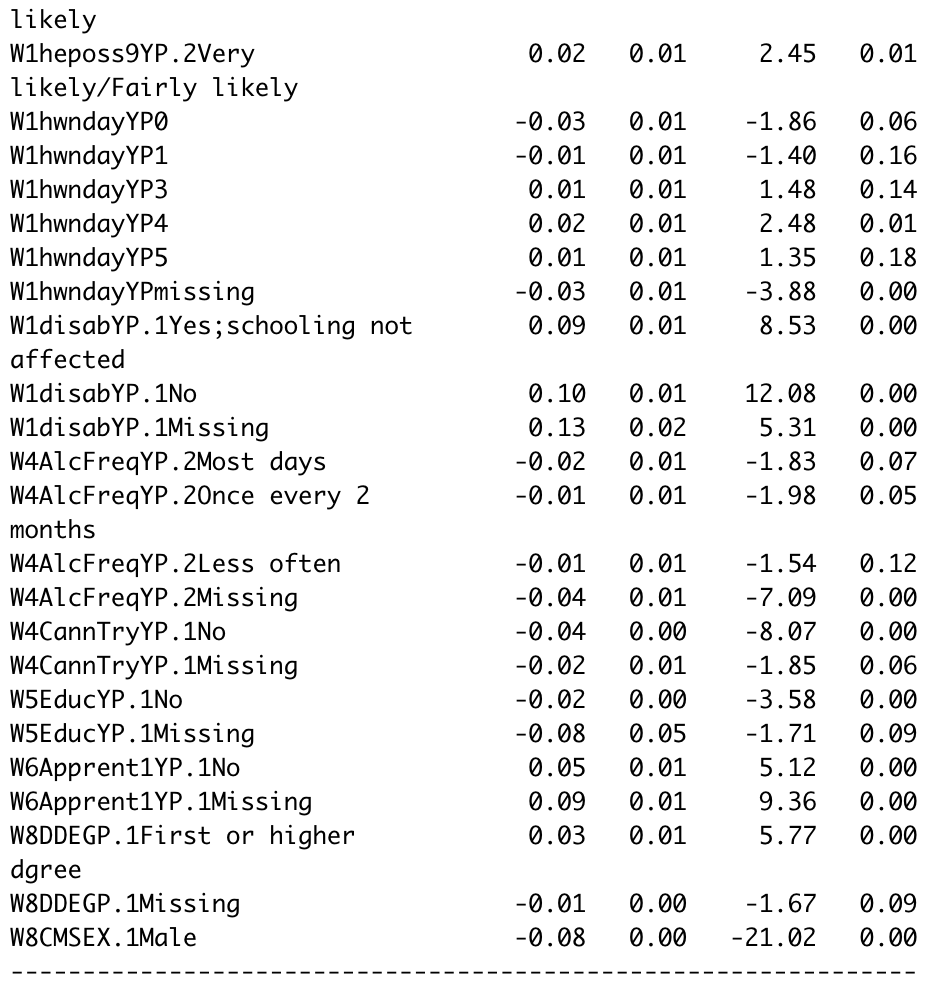 likely
W1heposs9YP.2Very 0.02 0.01 2.45 0.01
likely/Fairly likely
W1hwndayYP0 -0.03 0.01 -1.86 0.06
W1hwndayYP1 -0.01 0.01 -1.40 0.16
W1hwndayYP3 0.01 0.01 1.48 0.14
W1hwndayYP4 0.02 0.01 2.48 0.01
W1hwndayYP5 0.01 0.01 1.35 0.18
W1hwndayYPmissing -0.03 0.01 -3.88 0.00
W1disabYP.1Yes;schooling not 0.09 0.01 8.53 0.00
affected
W1disabYP.1No 0.10 0.01 12.08 0.00
W1disabYP.1Missing 0.13 0.02 5.31 0.00
W4AlcFreqYP.2Most days -0.02 0.01 -1.83 0.07
W4AlcFreqYP.2Once every 2 -0.01 0.01 -1.98 0.05
months
W4AlcFreqYP.2Less often -0.01 0.01 -1.54 0.12
W4AlcFreqYP.2Missing -0.04 0.01 -7.09 0.00
W4CannTryYP.1No -0.04 0.00 -8.07 0.00
W4CannTryYP.1Missing -0.02 0.01 -1.85 0.06
W5EducYP.1No -0.02 0.00 -3.58 0.00
W5EducYP.1Missing -0.08 0.05 -1.71 0.09
W6Apprent1YP.1No 0.05 0.01 5.12 0.00
W6Apprent1YP.1Missing 0.09 0.01 9.36 0.00
W8DDEGP.1First or higher 0.03 0.01 5.77 0.00
dgree
W8DDEGP.1Missing -0.01 0.00 -1.67 0.09
W8CMSEX.1Male -0.08 0.00 -21.02 0.00
---------------------------------------------------------------